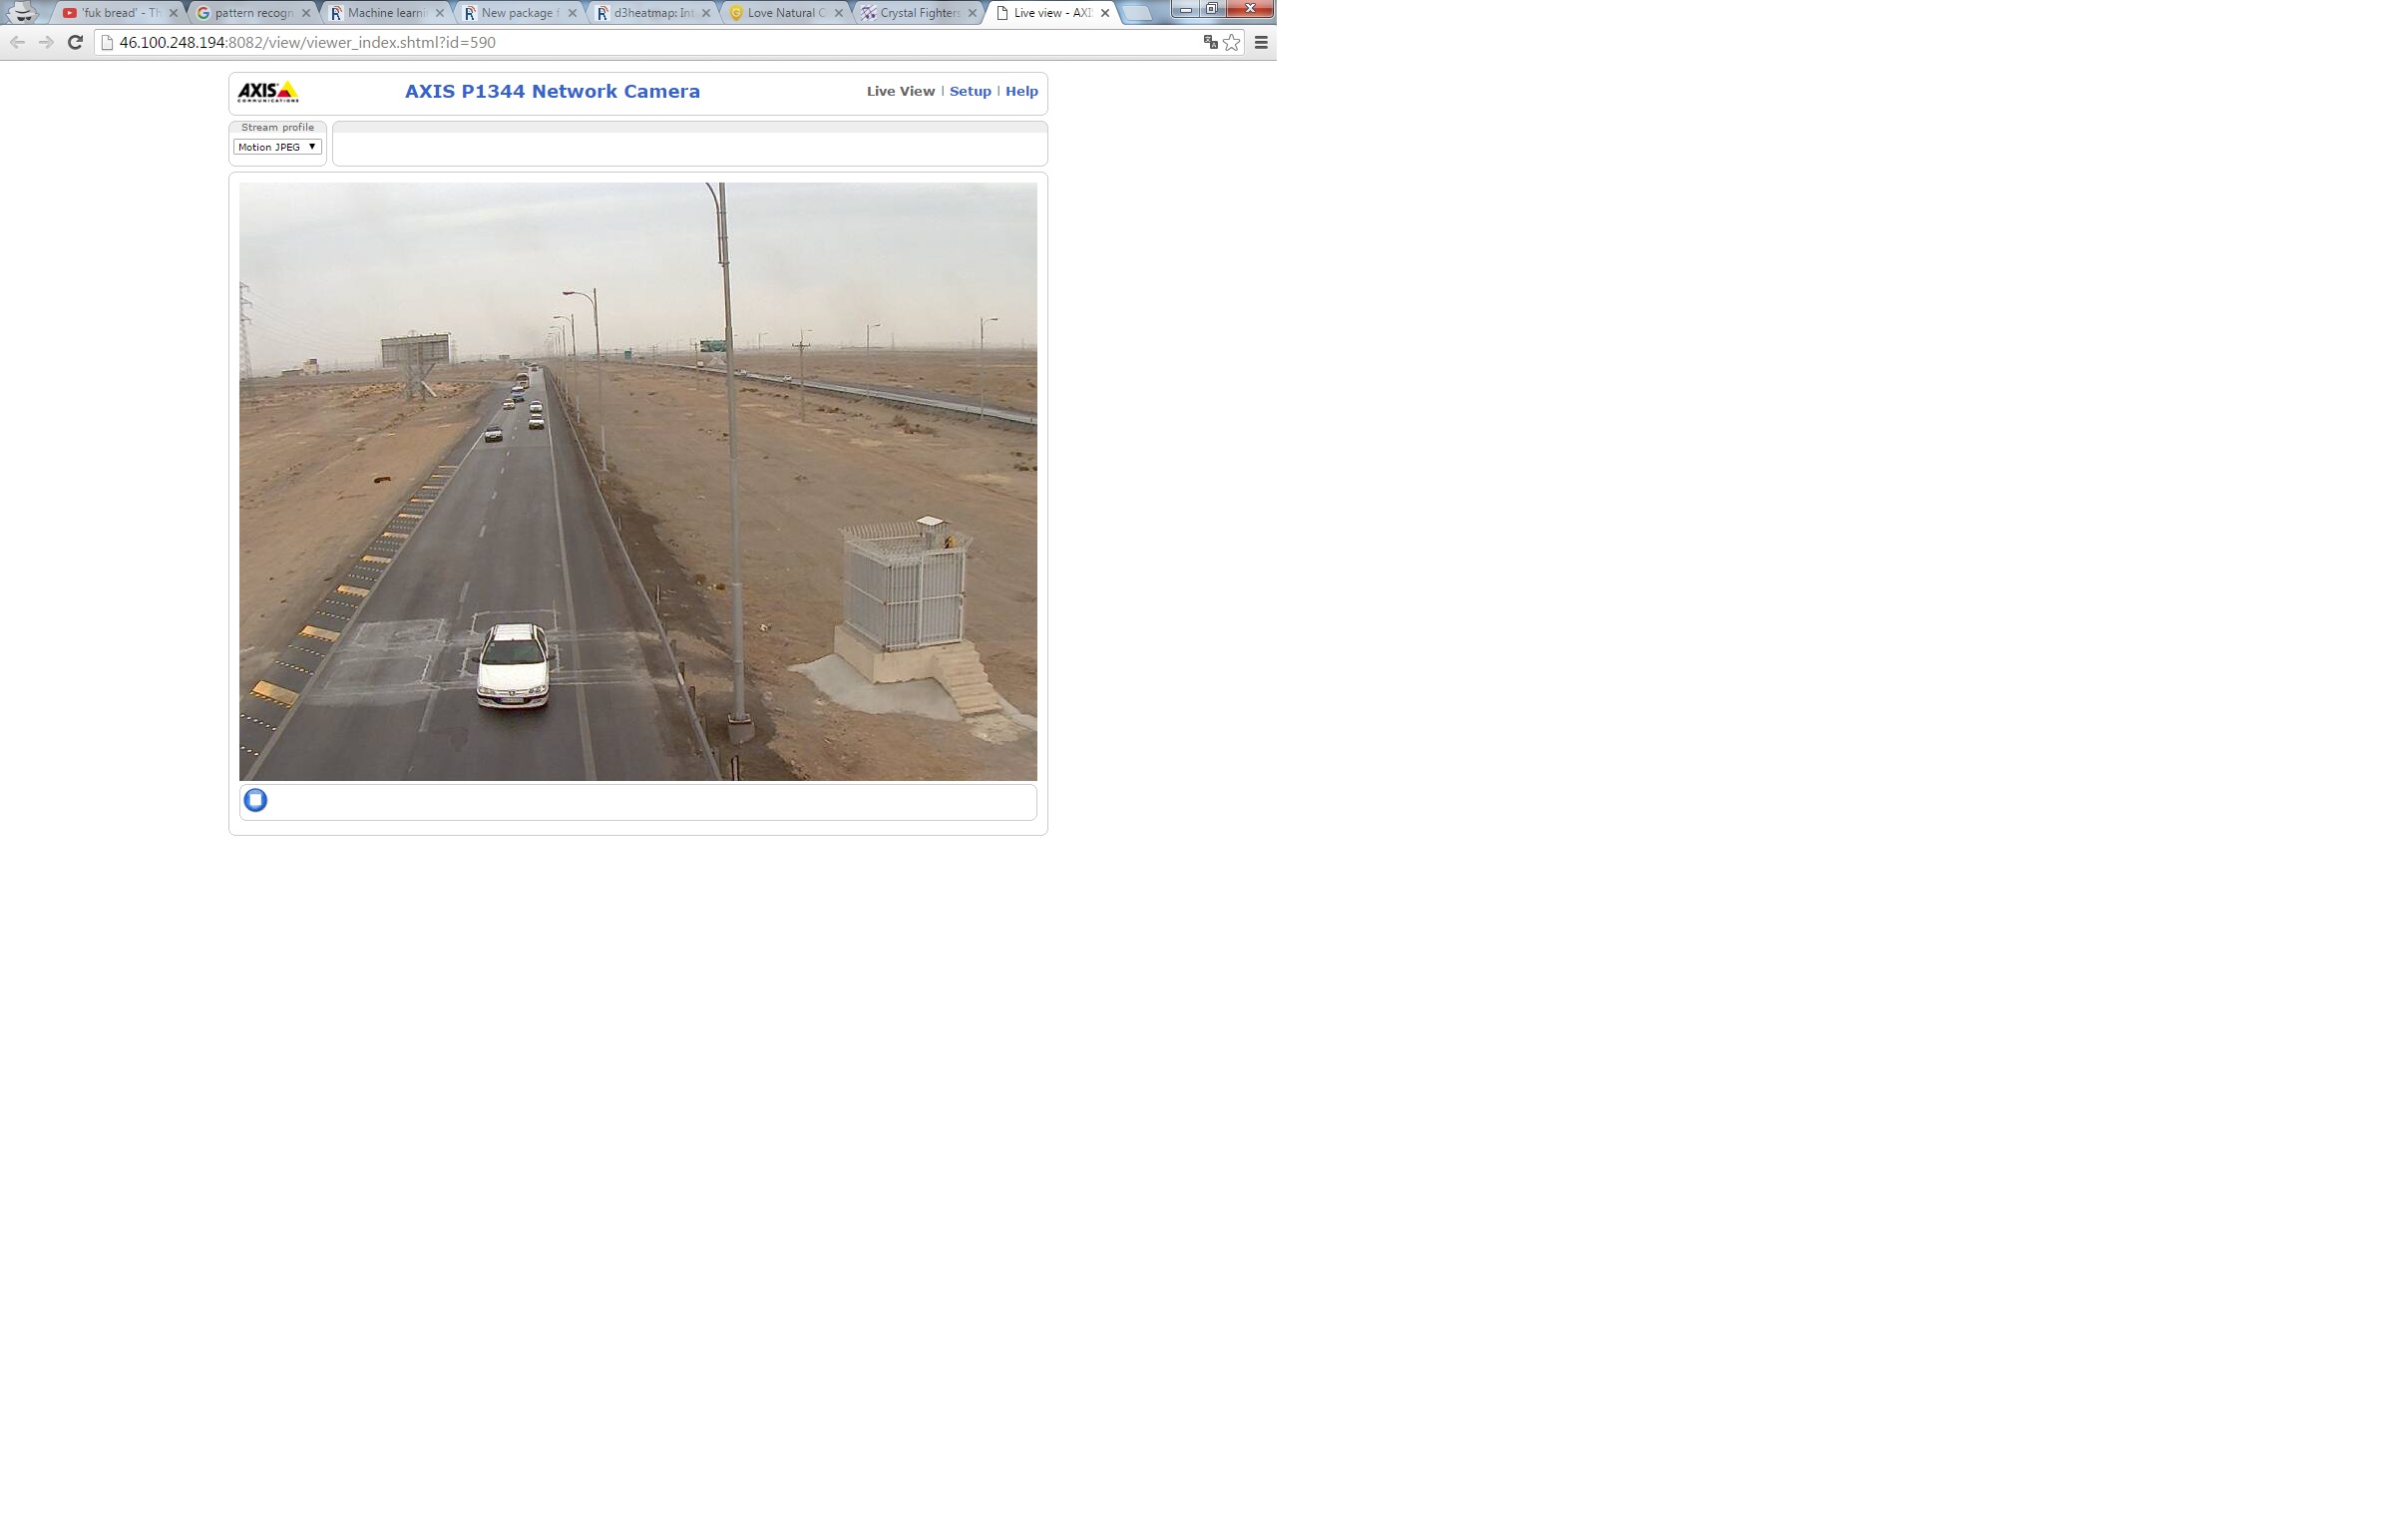 'fuk bread' - Th
pattern recogn
Machine learni
New package f
d3heatmap: Int
Love Natural C
Crystal Fighters
Live view - AXI
46.100.248.194:8082/view/viewer_index.shtml?id=590
AXIS
COMMUNICATIONS
AXIS P1344 Network Camera
Live View | Setup | Help
Stream profile
Motion JPEG